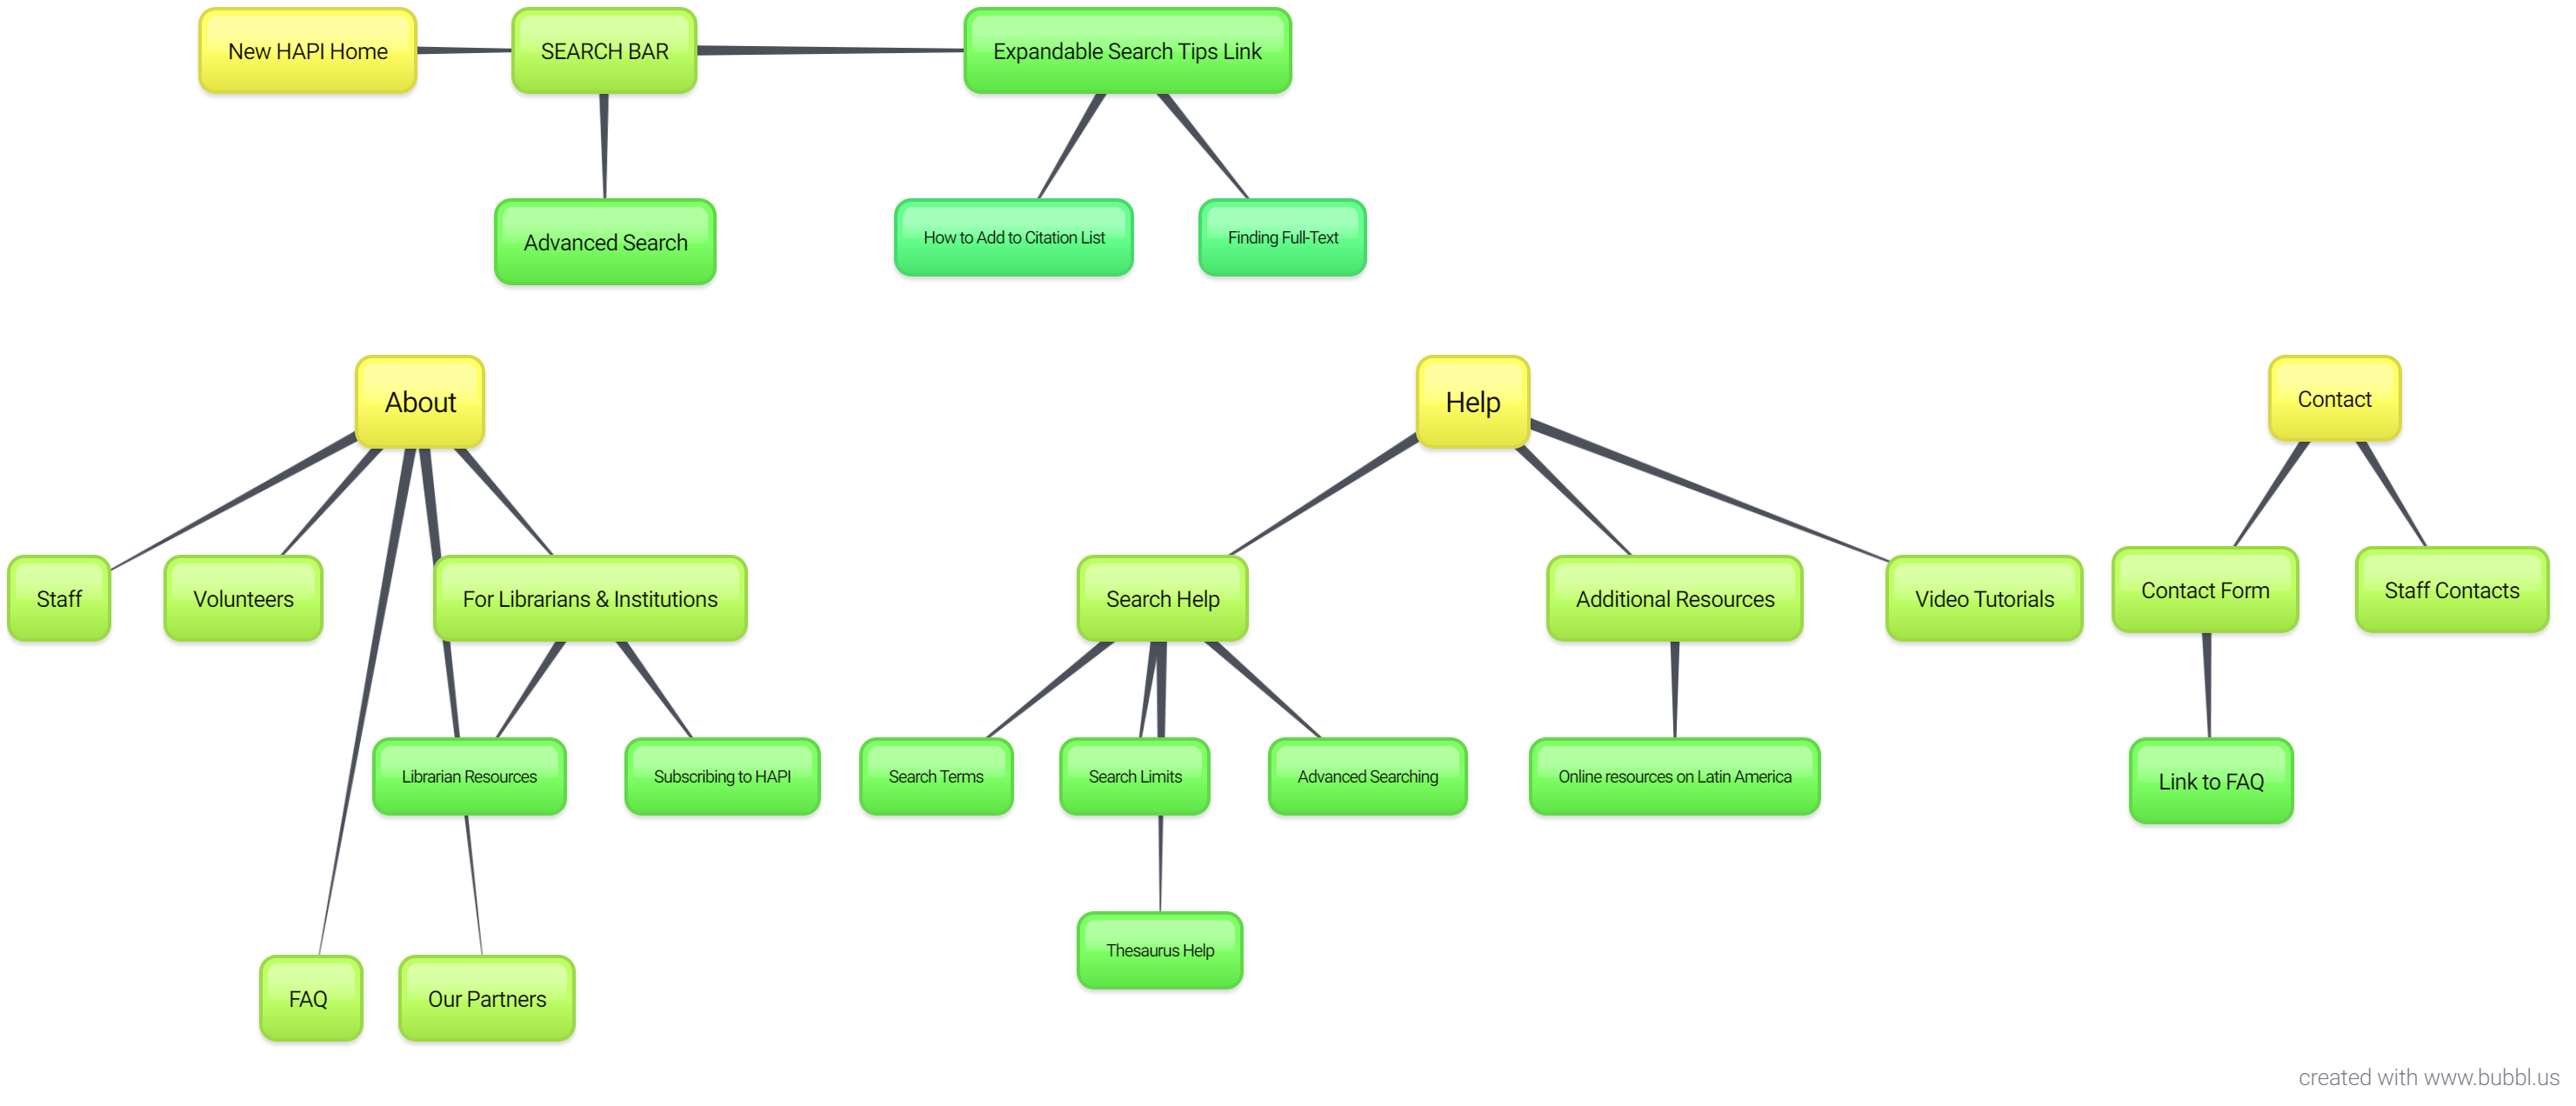 New HAPI Home
SEARCH BAR
Expandable Search Tips Link
Advanced Search
How to Add to Citation List
Finding Full-Text
About
Help
Contact
Staff
Volunteers
For Librarians & Institutions
Search Help
Additional Resources
Video Tutorials
Contact Form
Staff Contacts
Librarian Resources
Subscribing to HAPI
Search Terms
Search Limits
Advanced Searching
Online resources on Latin America
Link to FAQ
Thesaurus Help
FAQ
Our Partners
created with www.bubbl.us